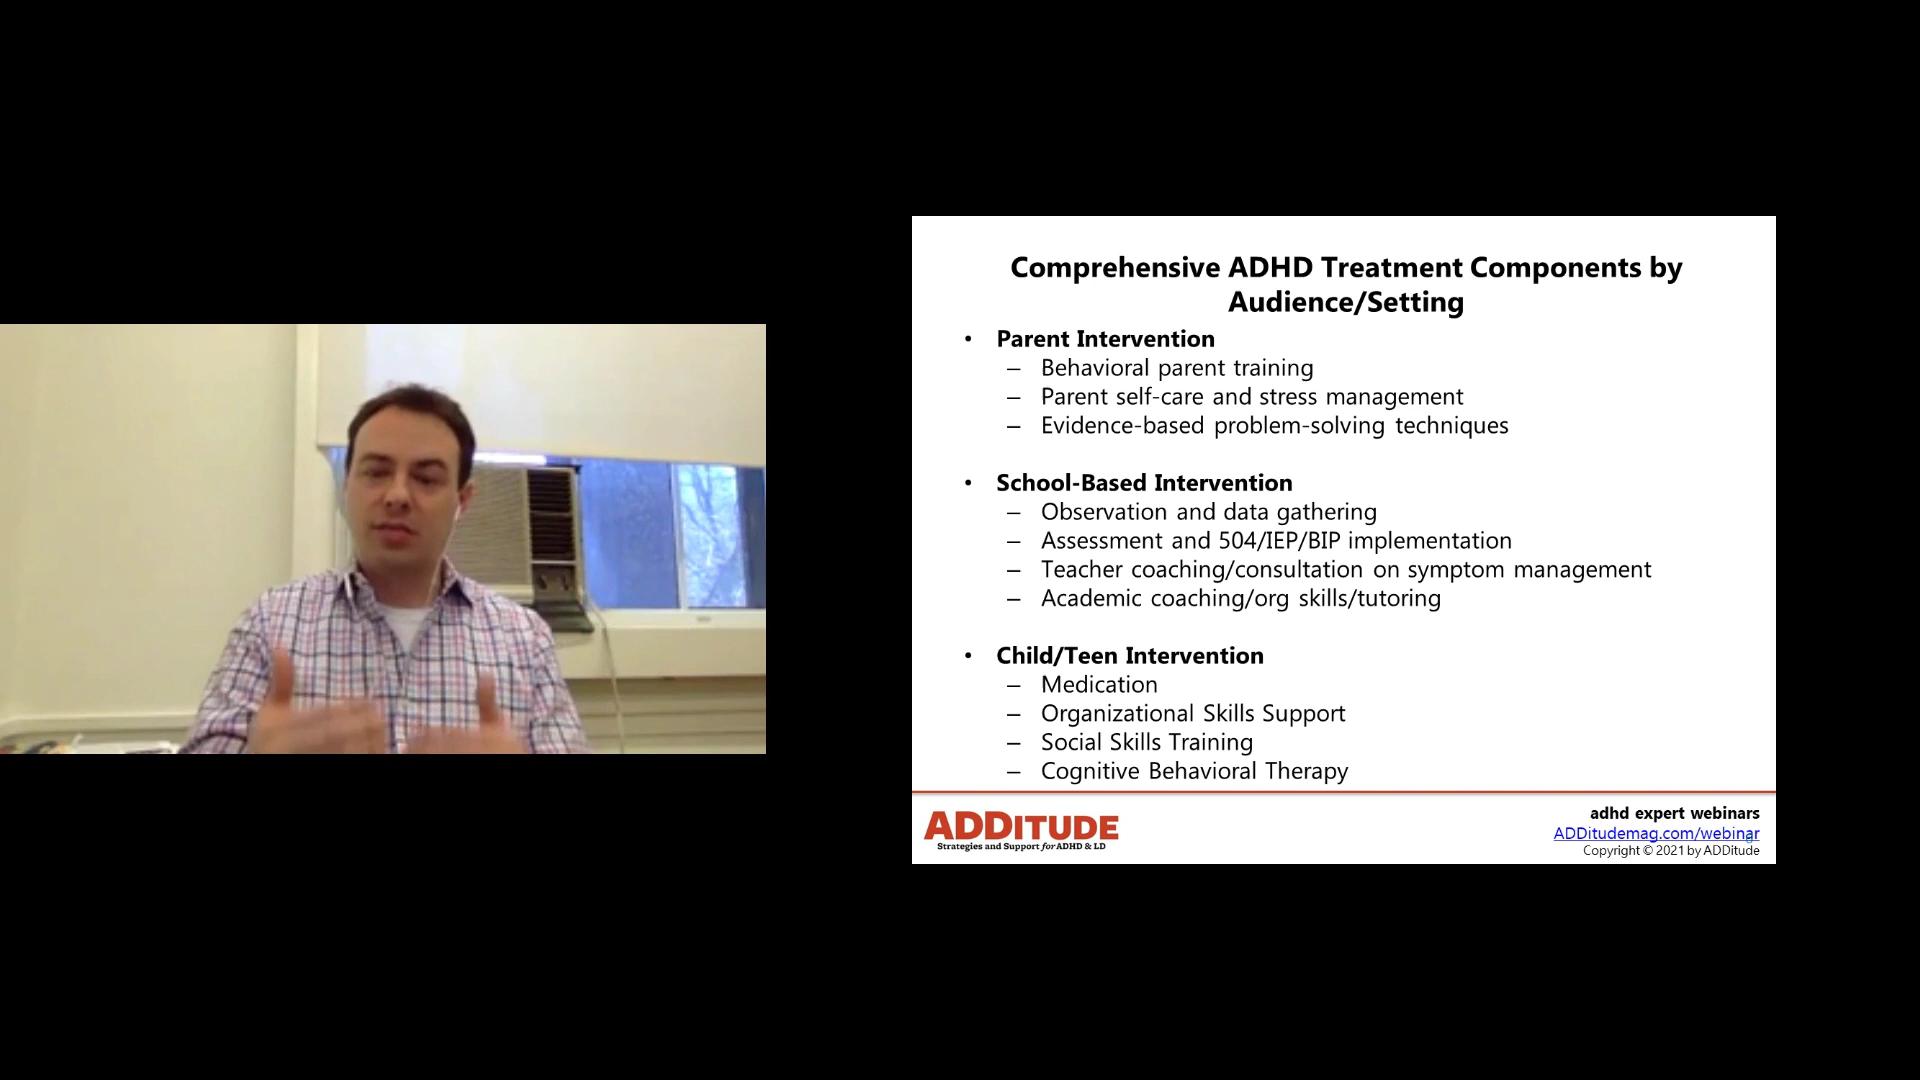 Comprehensive ADHD Treatment Components by
Audience/Setting
• Parent Intervention
– Behavioral parent training
– Parent self-care and stress management
– Evidence-based problem-solving techniques
• School-Based Intervention
– Observation and data gathering
– Assessment and 504/IEP/BIP implementation
– Teacher coaching/consultation on symptom management
– Academic coaching/org skills/tutoring
• Child/Teen Intervention
– Medication
– Organizational Skills Support
– Social Skills Training
– Cognitive Behavioral Therapy
ADDITUDE
Strategies and Support for ADHD & LD
adhd expert webinars
ADDitudemag.com/webinar
Copyright © 2021 by ADDitude